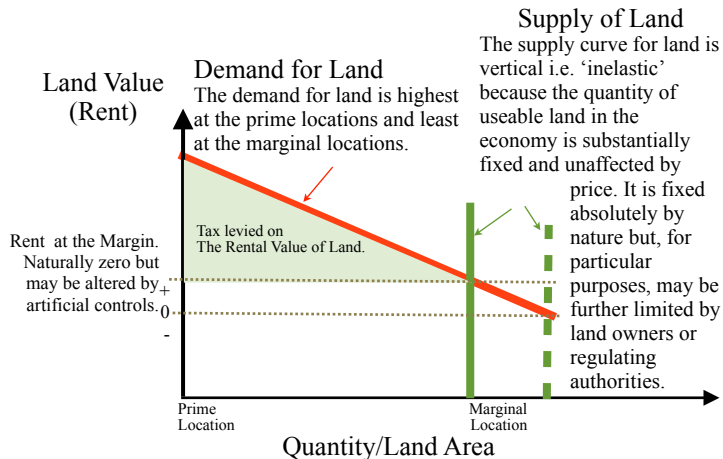 Supply of Land
The supply curve for land is
vertical i.e. ‘inelastic’
because the quantity of
useable land in the
economy is substantially
fixed and unaffected by
price. It is fixed
absolutely by
nature but, for
particular
purposes, may be
further limited by
land owners or
regulating
authorities.
Land Value
(Rent)
Demand for Land
The demand for land is highest
at the prime locations and least
at the marginal locations.
Tax levied on
The Rental Value of Land.
Rent at the Margin.
Naturally zero but
may be altered by
artificial controls.
+
0
-
Prime
Location
Marginal
Location
Quantity/Land Area